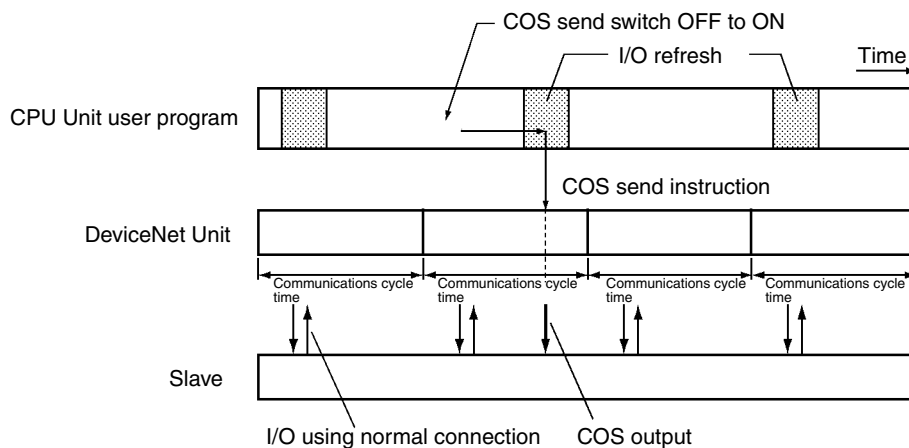 COS send switch OFF to ON
I/O refresh
Time
CPU Unit user program
COS send instruction
DeviceNet Unit
Communications cycle
time
Communications cycle
time
Communications cycle
time
Communications cycle
time
Slave
I/O using normal connection
COS output